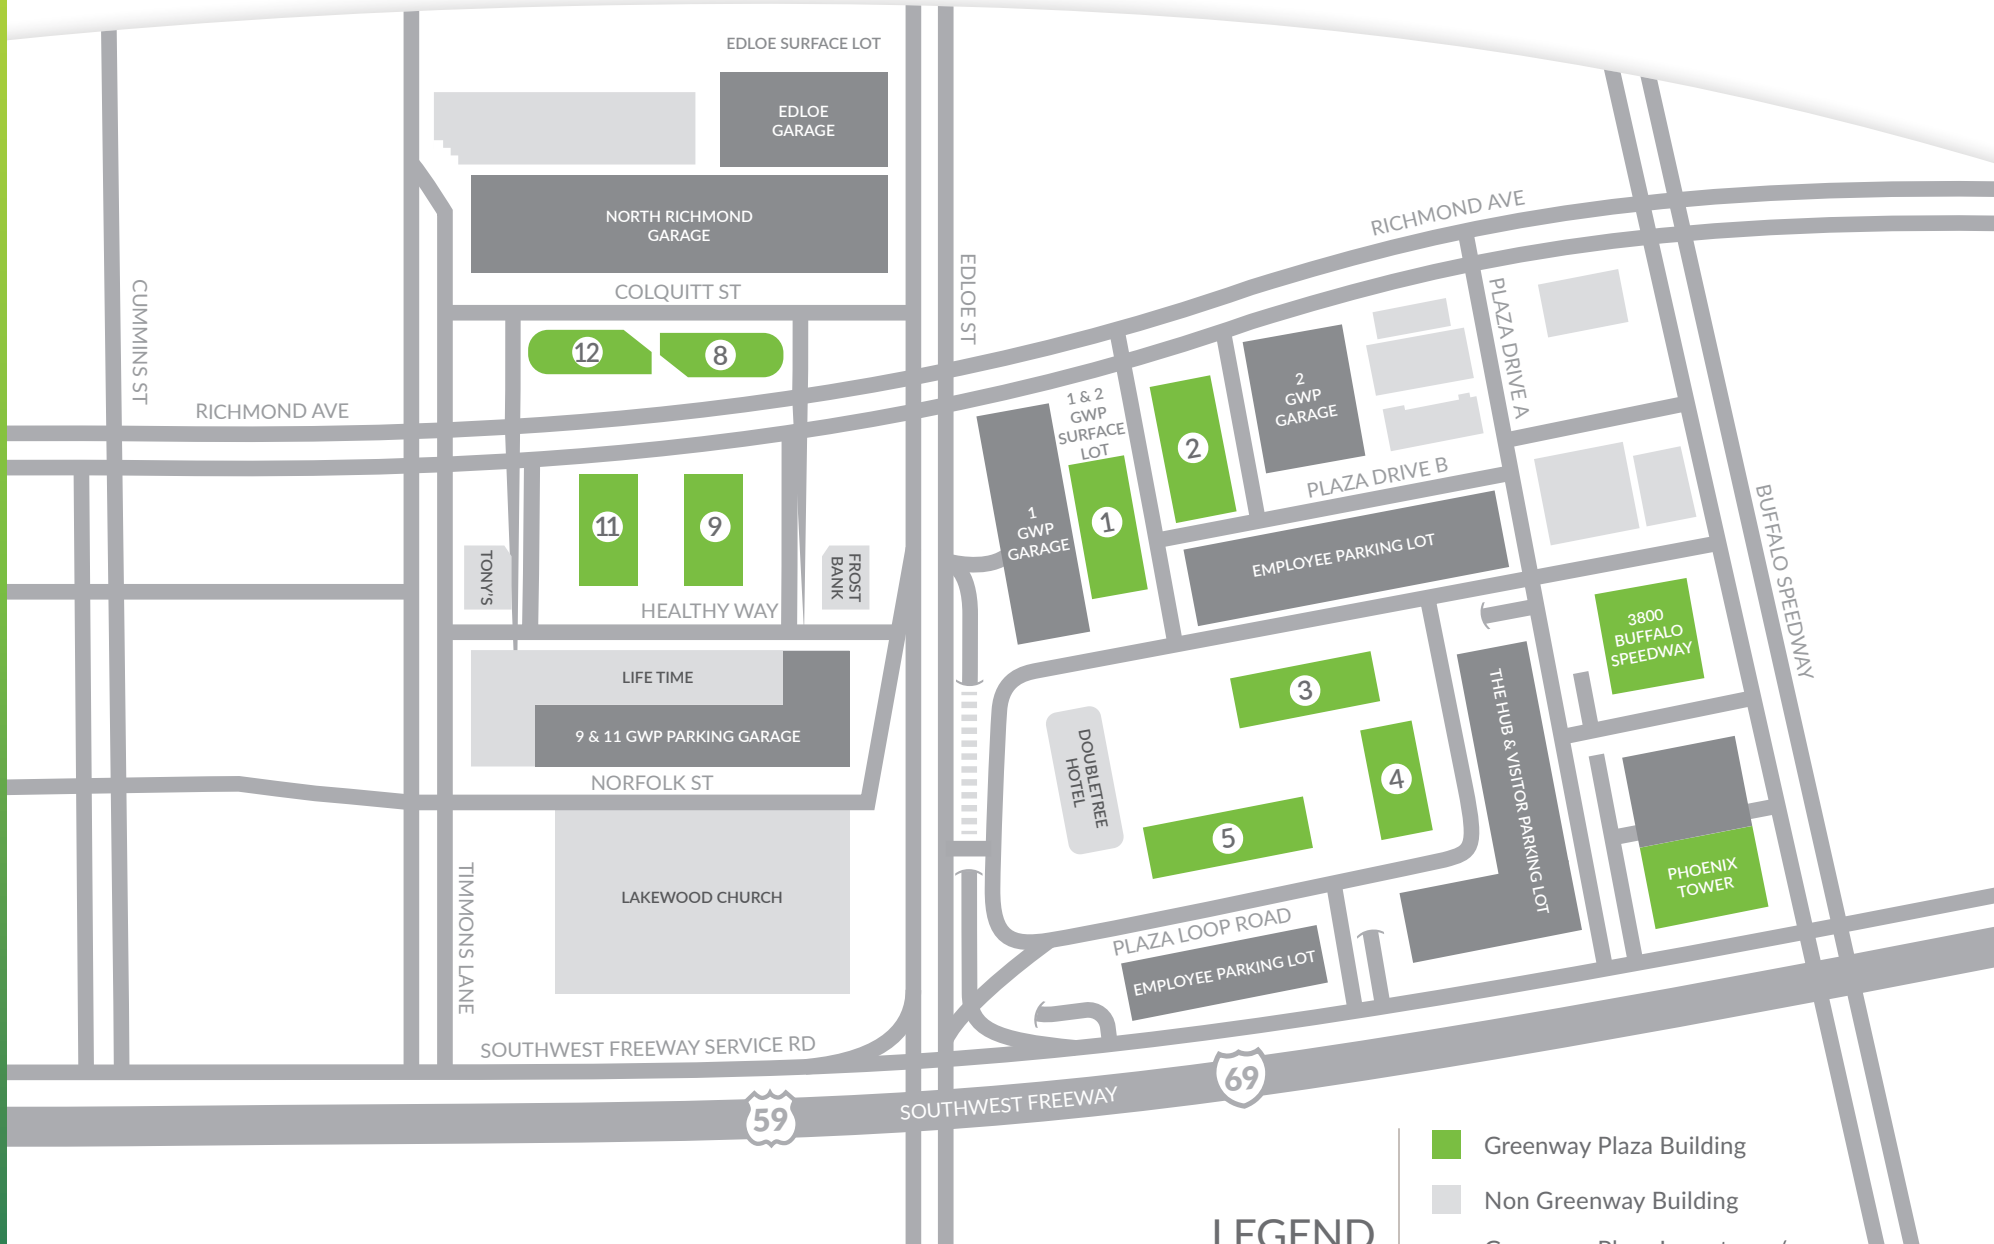 EDLOE SURFACE LOT
EDLOE
GARAGE
NORTH RICHMOND
GARAGE
COLQUITT ST
12
8
CUMMINS ST
RICHMOND AVE
EDLOE ST
RICHMOND AVE
PLAZA DRIVE A
1 & 2
GWP
SURFACE
LOT
2
GWP
GARAGE
2
1
GWP
GARAGE
1
PLAZA DRIVE B
EMPLOYEE PARKING LOT
BUFFALO SPEEDWAY
11
9
TONY'S
FROST
BANK
HEALTHY WAY
LIFE TIME
9 & 11 GWP PARKING GARAGE
NORFOLK ST
3800
BUFFALO
SPEEDWAY
3
4
5
DOUBLETREE
HOTEL
THE HUB & VISITOR PARKING LOT
PHOENIX
TOWER
LAKEWOOD CHURCH
TIMMONS LANE
PLAZA LOOP ROAD
EMPLOYEE PARKING LOT
SOUTHWEST FREEWAY SERVICE RD
59
SOUTHWEST FREEWAY
69
LEGEND
Greenway Plaza Building
Non Greenway Building